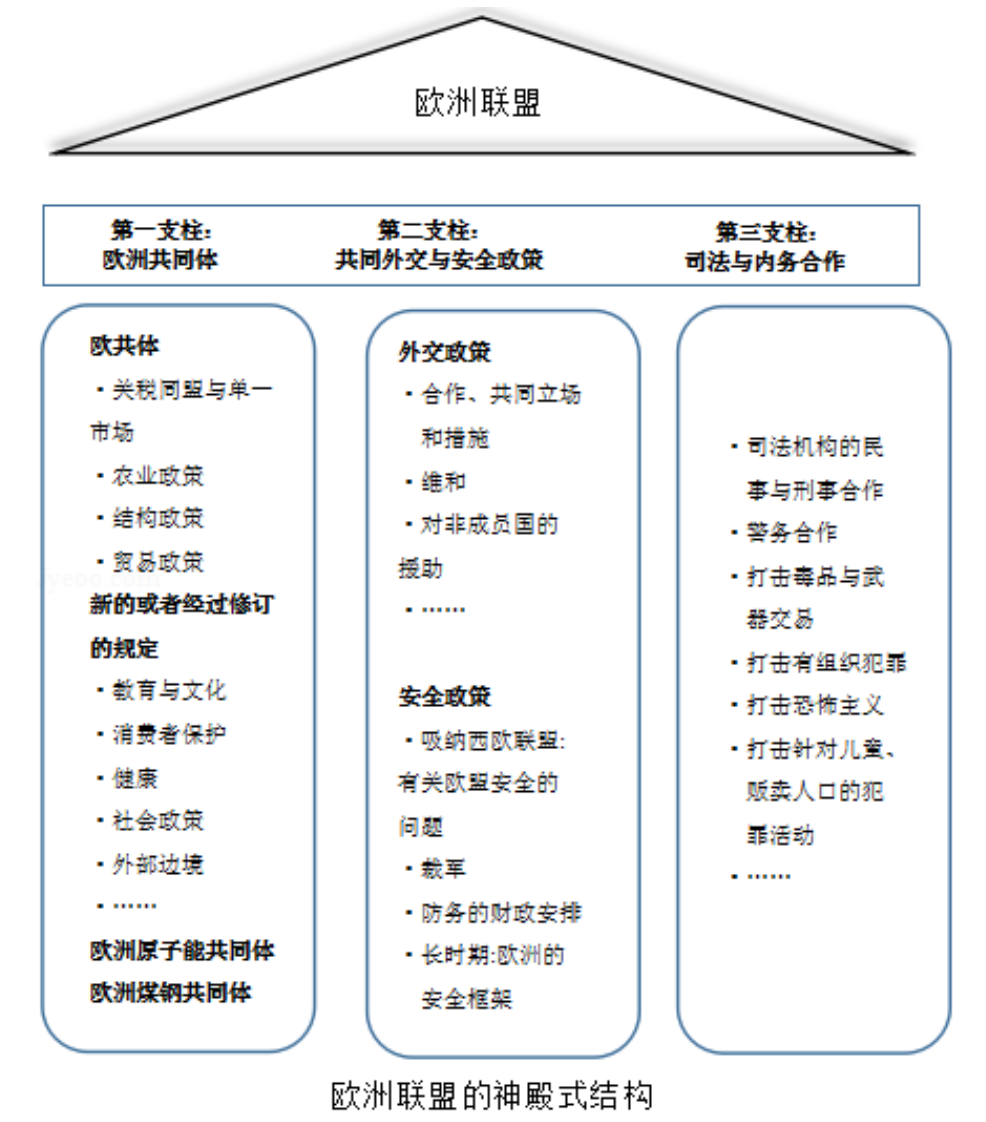 欧洲联盟
第一支柱：
欧洲共同体
第二支柱：
共同外交与安全政策
第三支柱：
司法与内务合作
欧共体
·关税同盟与单一
市场
·农业政策
·结构政策
·贸易政策
新的或者经过修订
的规定
·教育与文化
·消费者保护
·健康
·社会政策
·外部边境
·……
欧洲原子能共同体
欧洲煤钢共同体
外交政策
·合作、共同立场
和措施
·维和
·对非成员国的
援助
·……
安全政策
·吸纳西欧联盟:
有关欧盟安全的
问题
·裁军
·防务的财政安排
·长时期:欧洲的
安全框架
·司法机构的民
事与刑事合作
·警务合作
·打击毒品与武
器交易
·打击有组织犯罪
·打击恐怖主义
·打击针对儿童、
贩卖人口的犯
罪活动
·……
欧洲联盟的神殿式结构